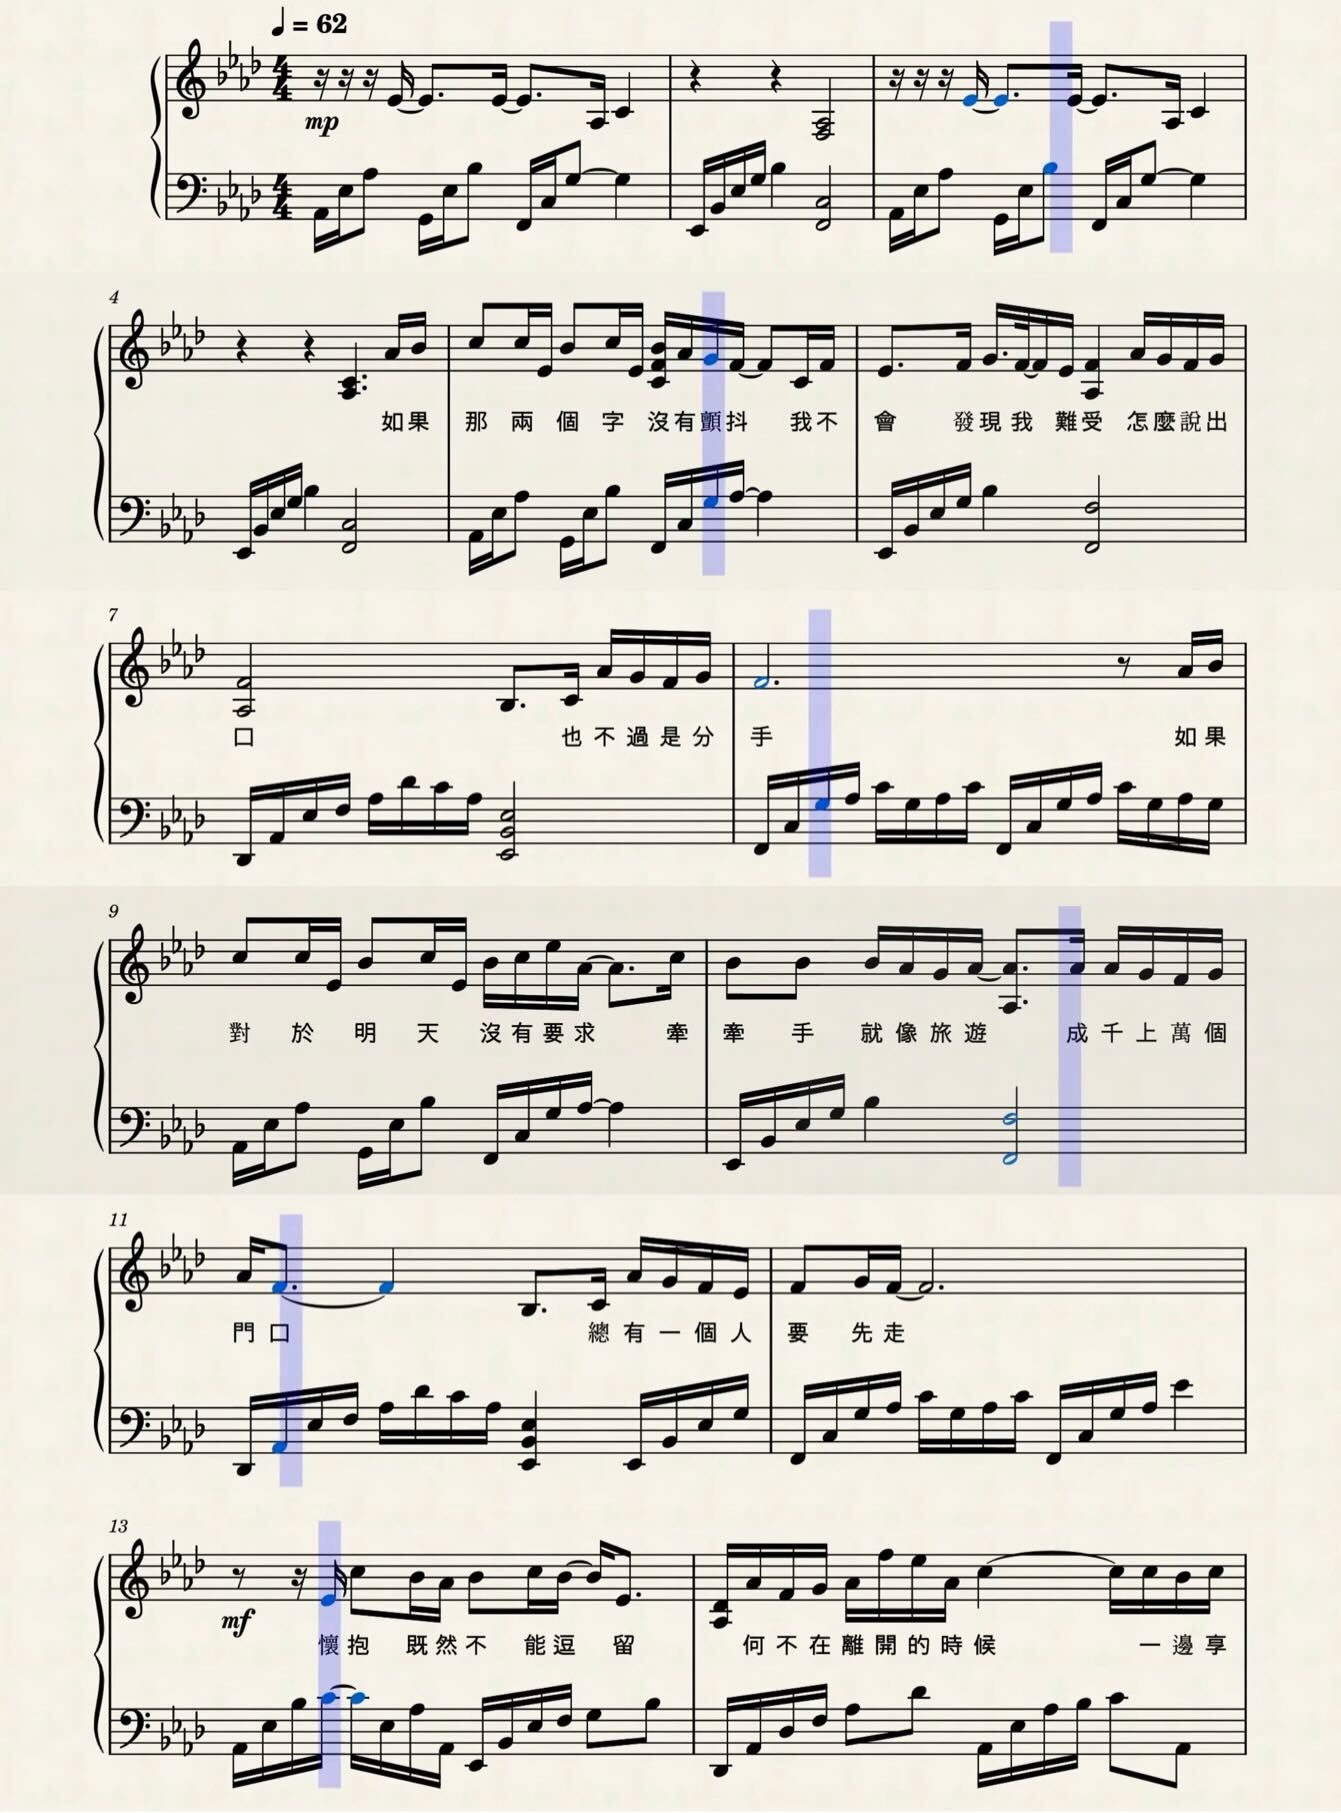 ♩ = 62
mp
4
如果 那 兩 個 字 沒有顫抖 我不 會 發現我 難受 怎麼說出
7
口 也 不 過 是 分 手 如 果
9
對 於 明 天 沒 有 要 求 牽 牽 手 就 像 旅 遊 成 千 上 萬 個
11
門 口 總 有 一 個 人 要 先 走
13
mf
懷 抱 既 然 不 能 逗 留 何 不 在 離 開 的 時 候 一 邊 享